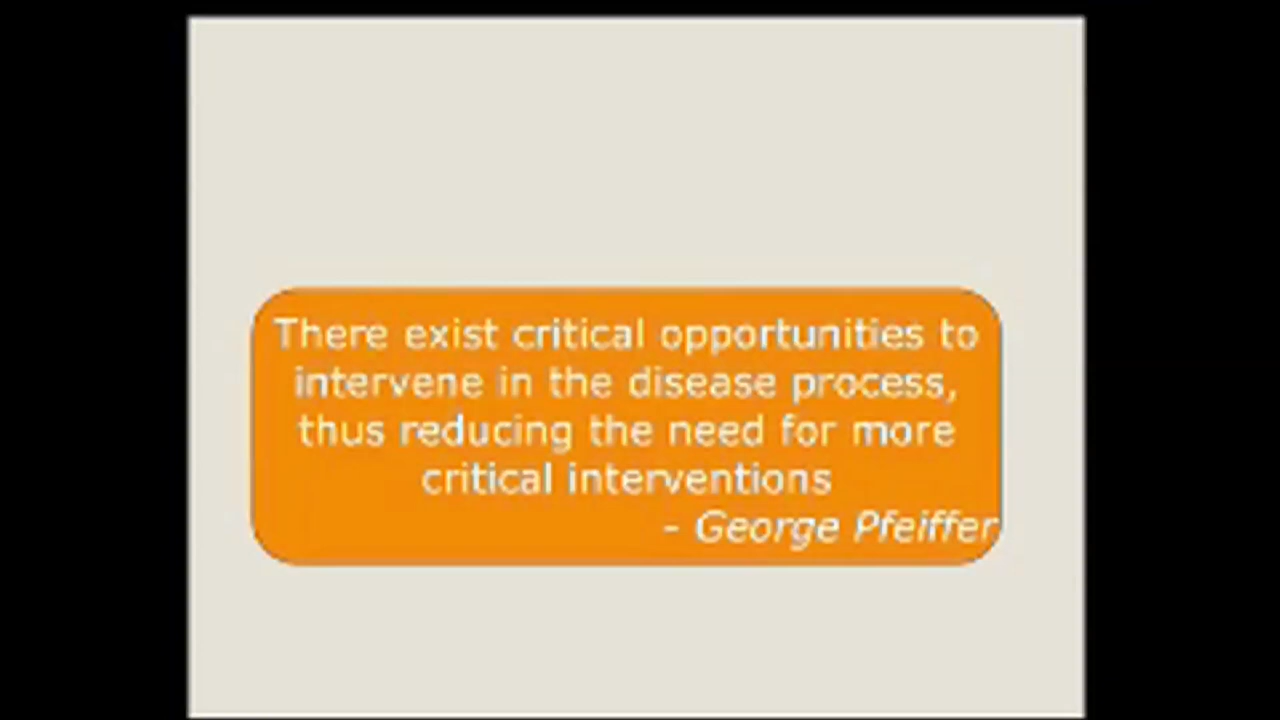 There exist critical opportunities to
intervene in the disease process,
thus reducing the need for more
critical interventions
- George Pfeiffer